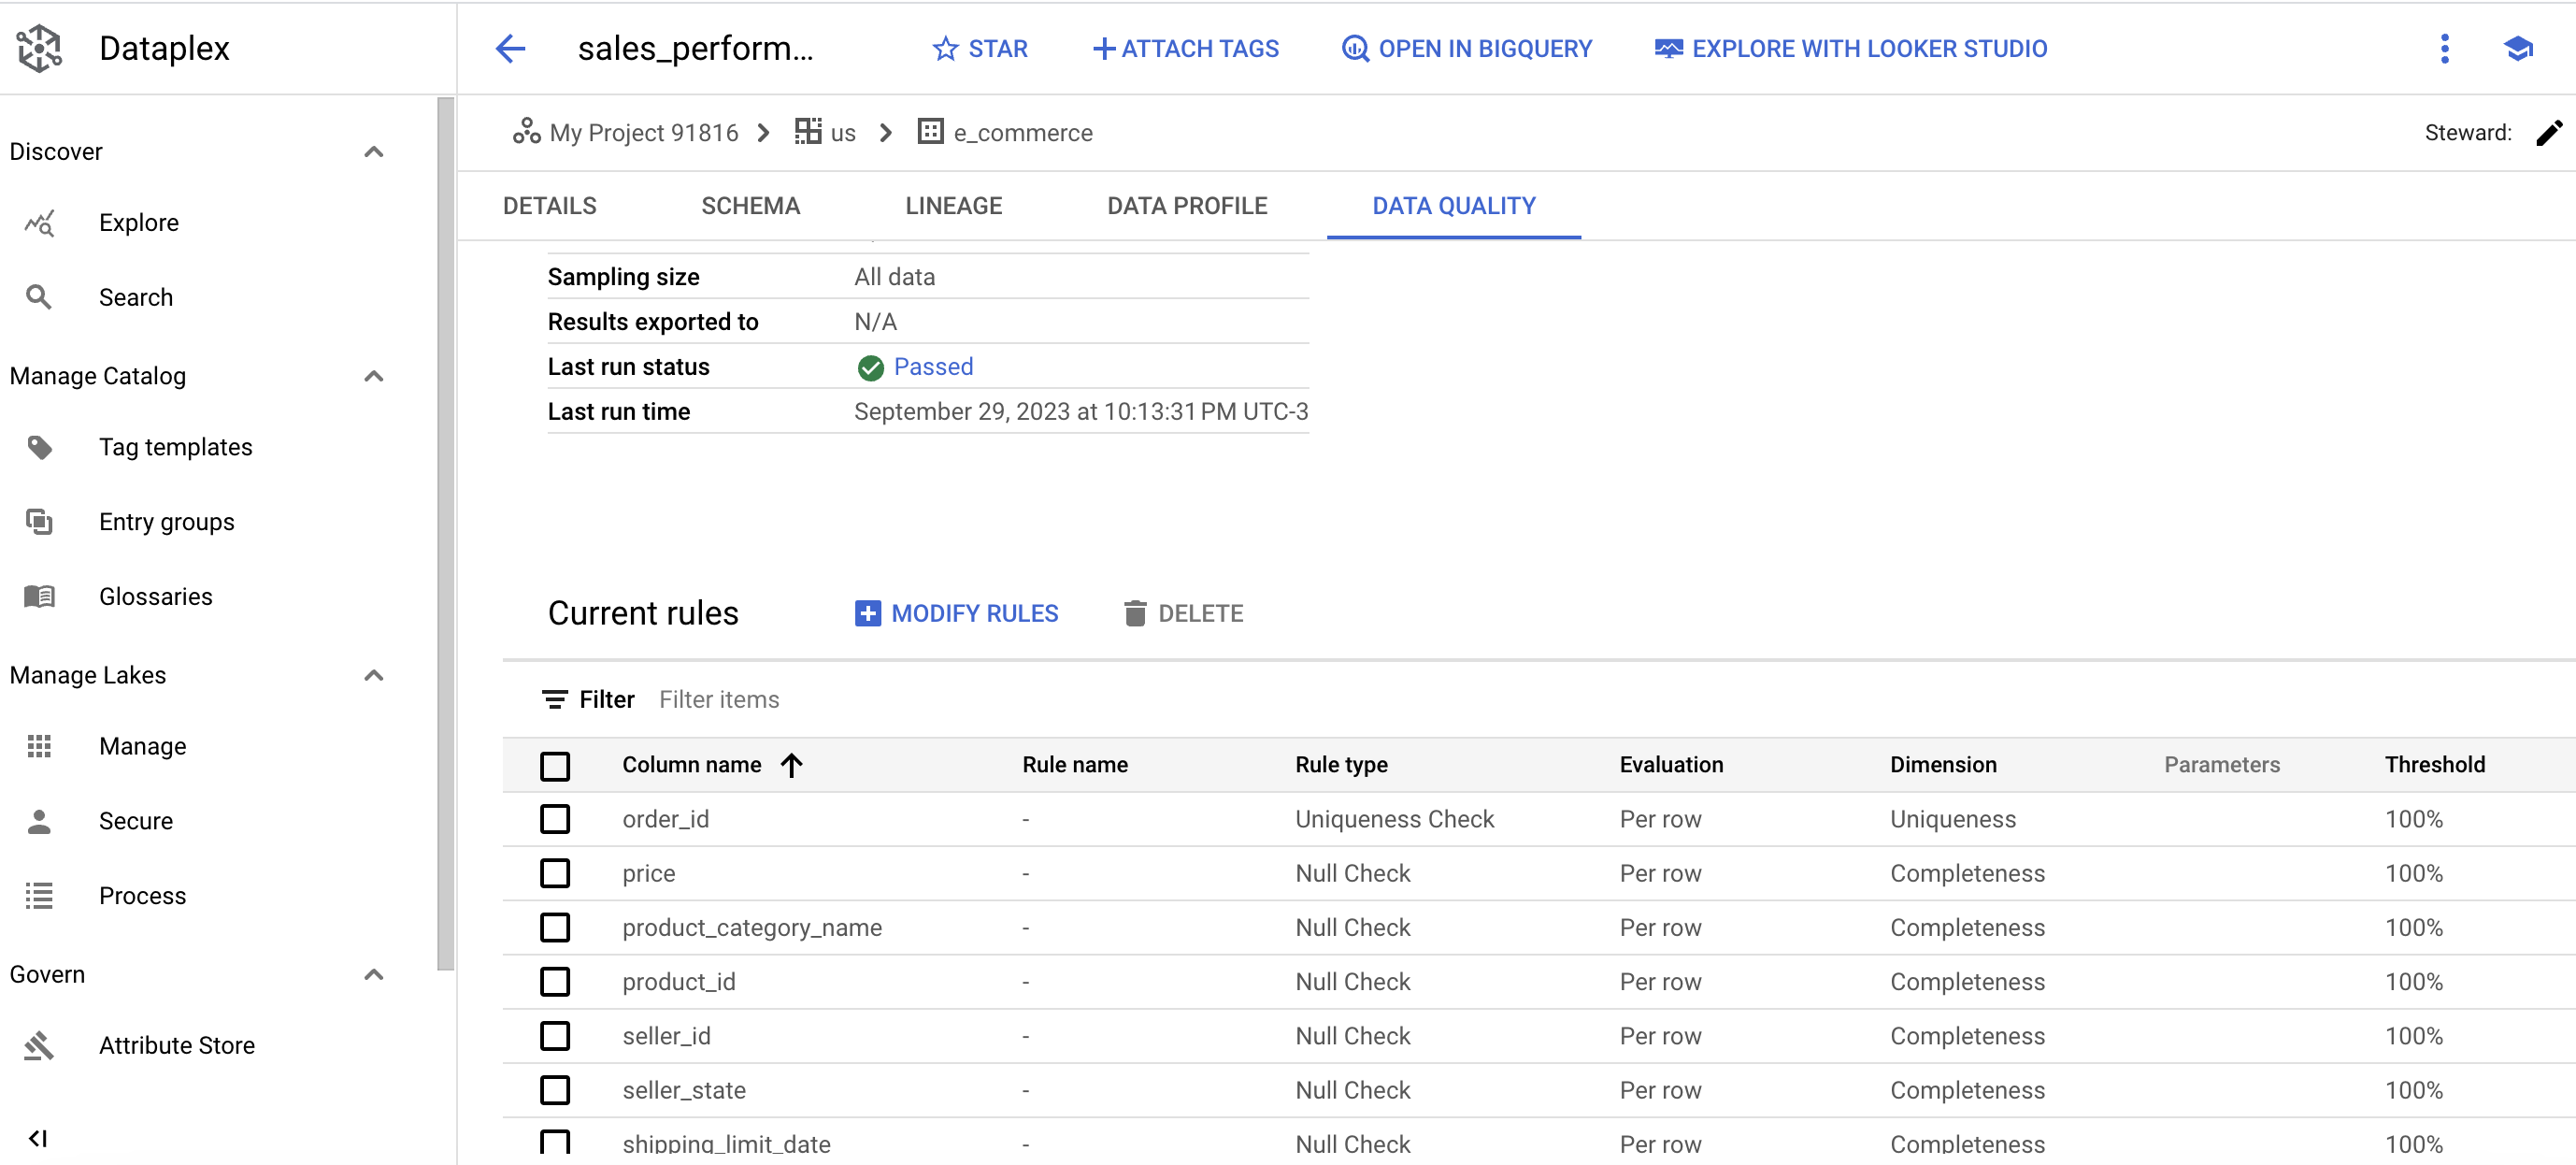 Dataplex
sales_perform...
STAR
ATTACH TAGS
OPEN IN BIGQUERY
EXPLORE WITH LOOKER STUDIO
My Project 91816
us
e_commerce
Steward:
Discover
Explore
Search
Manage Catalog
Tag templates
Entry groups
Glossaries
Manage Lakes
Manage
Secure
Process
Govern
Attribute Store
DETAILS SCHEMA LINEAGE DATA PROFILE DATA QUALITY
Sampling size All data
Results exported to N/A
Last run status Passed
Last run time September 29, 2023 at 10:13:31 PM UTC-3
Current rules MODIFY RULES DELETE
Filter Filter items
Column name Rule name Rule type Evaluation Dimension Parameters Threshold
order_id - Uniqueness Check Per row Uniqueness 100%
price - Null Check Per row Completeness 100%
product_category_name - Null Check Per row Completeness 100%
product_id - Null Check Per row Completeness 100%
seller_id - Null Check Per row Completeness 100%
seller_state - Null Check Per row Completeness 100%
shipping_limit_date - Null Check Per row Completeness 100%